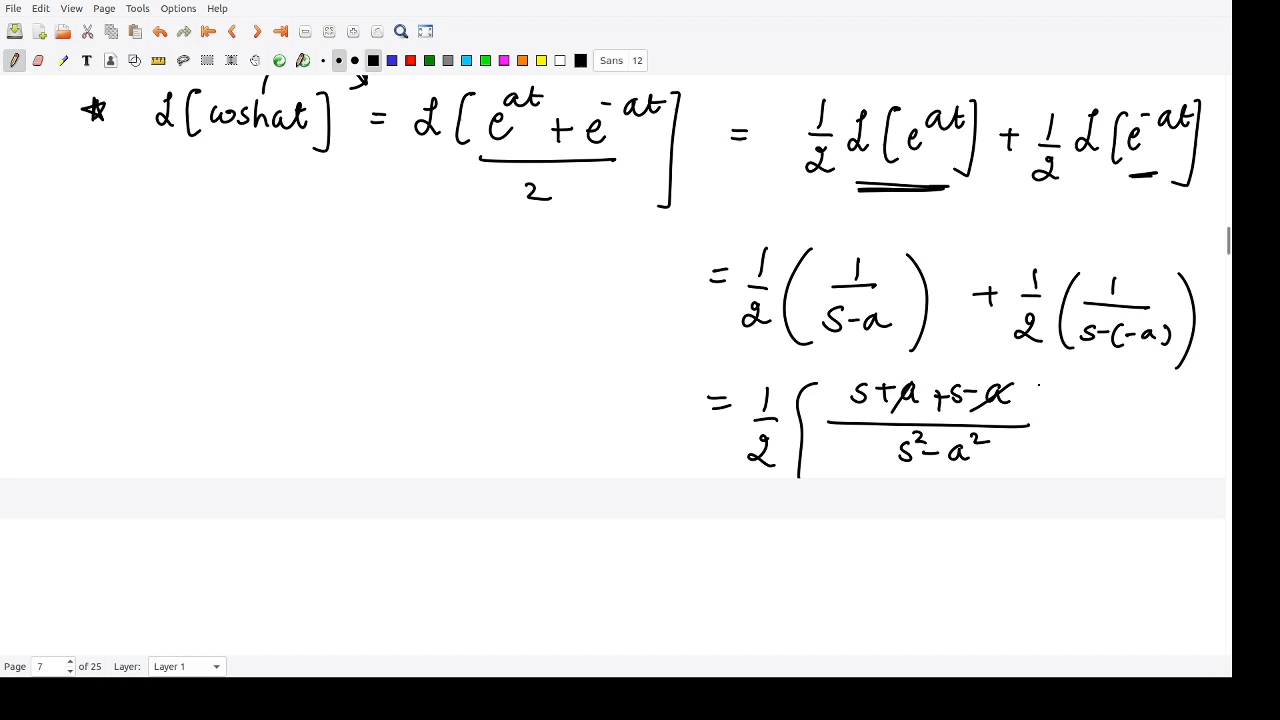 File Edit View Page Tools Options Help
T Sans 12
* ℒ[coshat] = ℒ[(e^{at} + e^{-at})/2] = 1/2 ℒ[e^{at}] + 1/2 ℒ[e^{-at}]
= 1/2 (1/(s-a)) + 1/2 (1/(s-(-a)))
= 1/2 [(s+a+s-a)/(s²-a²)
Page 7 of 25 Layer: Layer 1